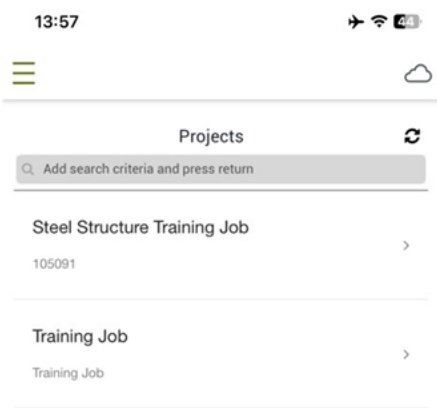 13:57
44
Projects
Add search criteria and press return
Steel Structure Training Job
105091
Training Job
Training Job